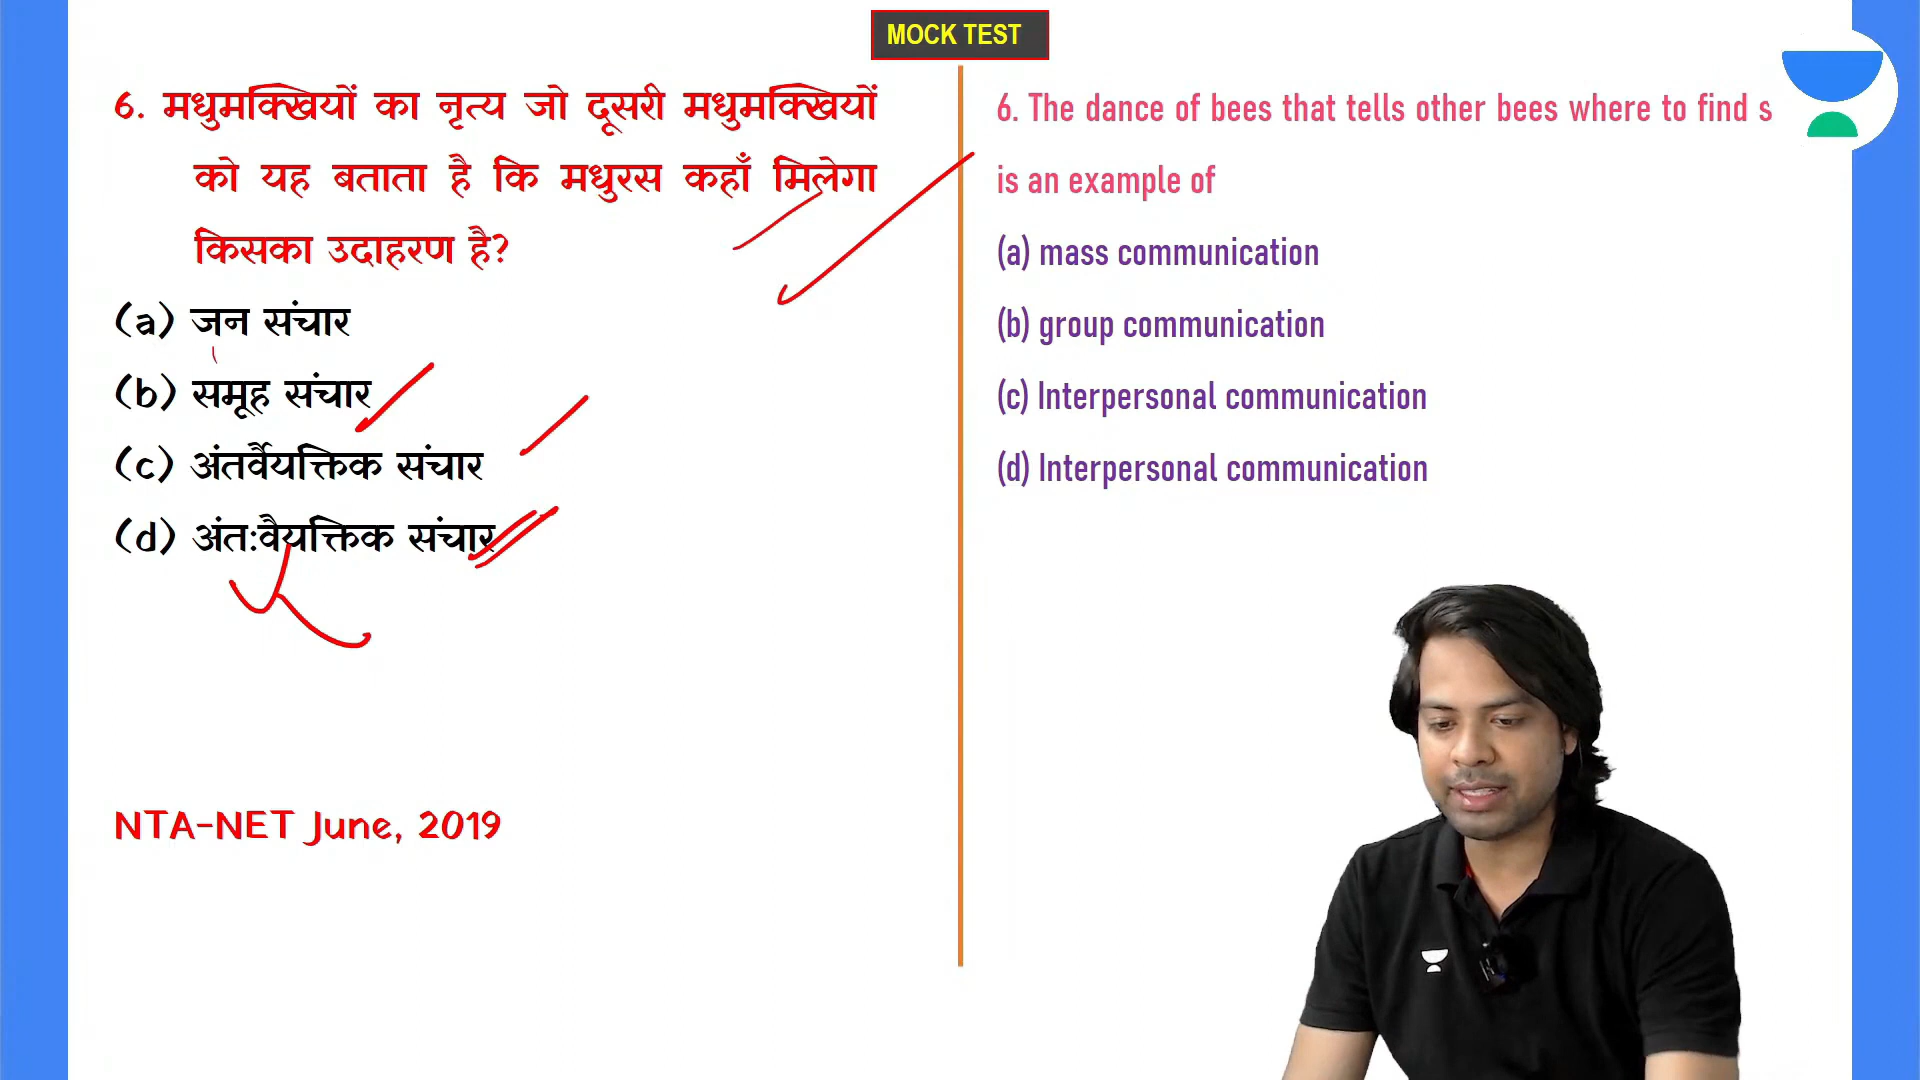 MOCK TEST
6. मधुमक्खियों का नृत्य जो दूसरी मधुमक्खियों
को यह बताता है कि मधुरस कहाँ मिलेगा
किसका उदाहरण है?
(a) जन संचार
(b) समूह संचार
(c) अंतर्वैयक्तिक संचार
(d) अंतःवैयक्तिक संचार
NTA-NET June, 2019
6. The dance of bees that tells other bees where to find s
is an example of
(a) mass communication
(b) group communication
(c) Interpersonal communication
(d) Interpersonal communication